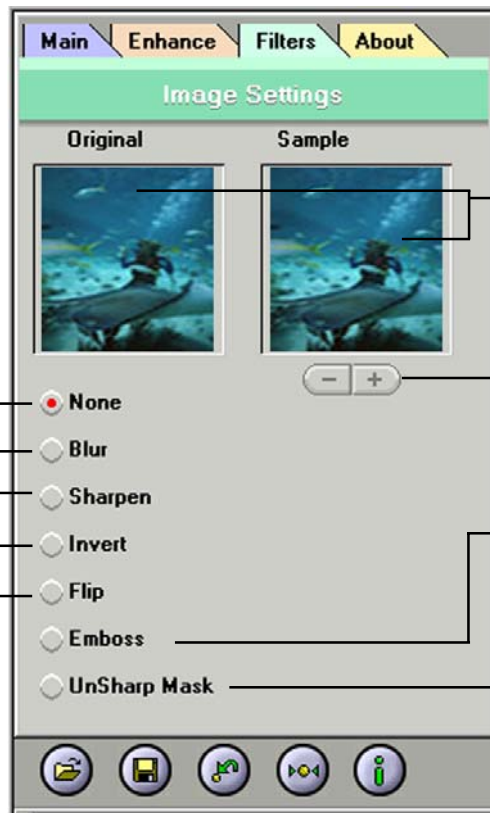 Main Enhance Filters About
Image Settings
Original Sample
- +
None
Blur
Sharpen
Invert
Flip
Emboss
UnSharp Mask
i